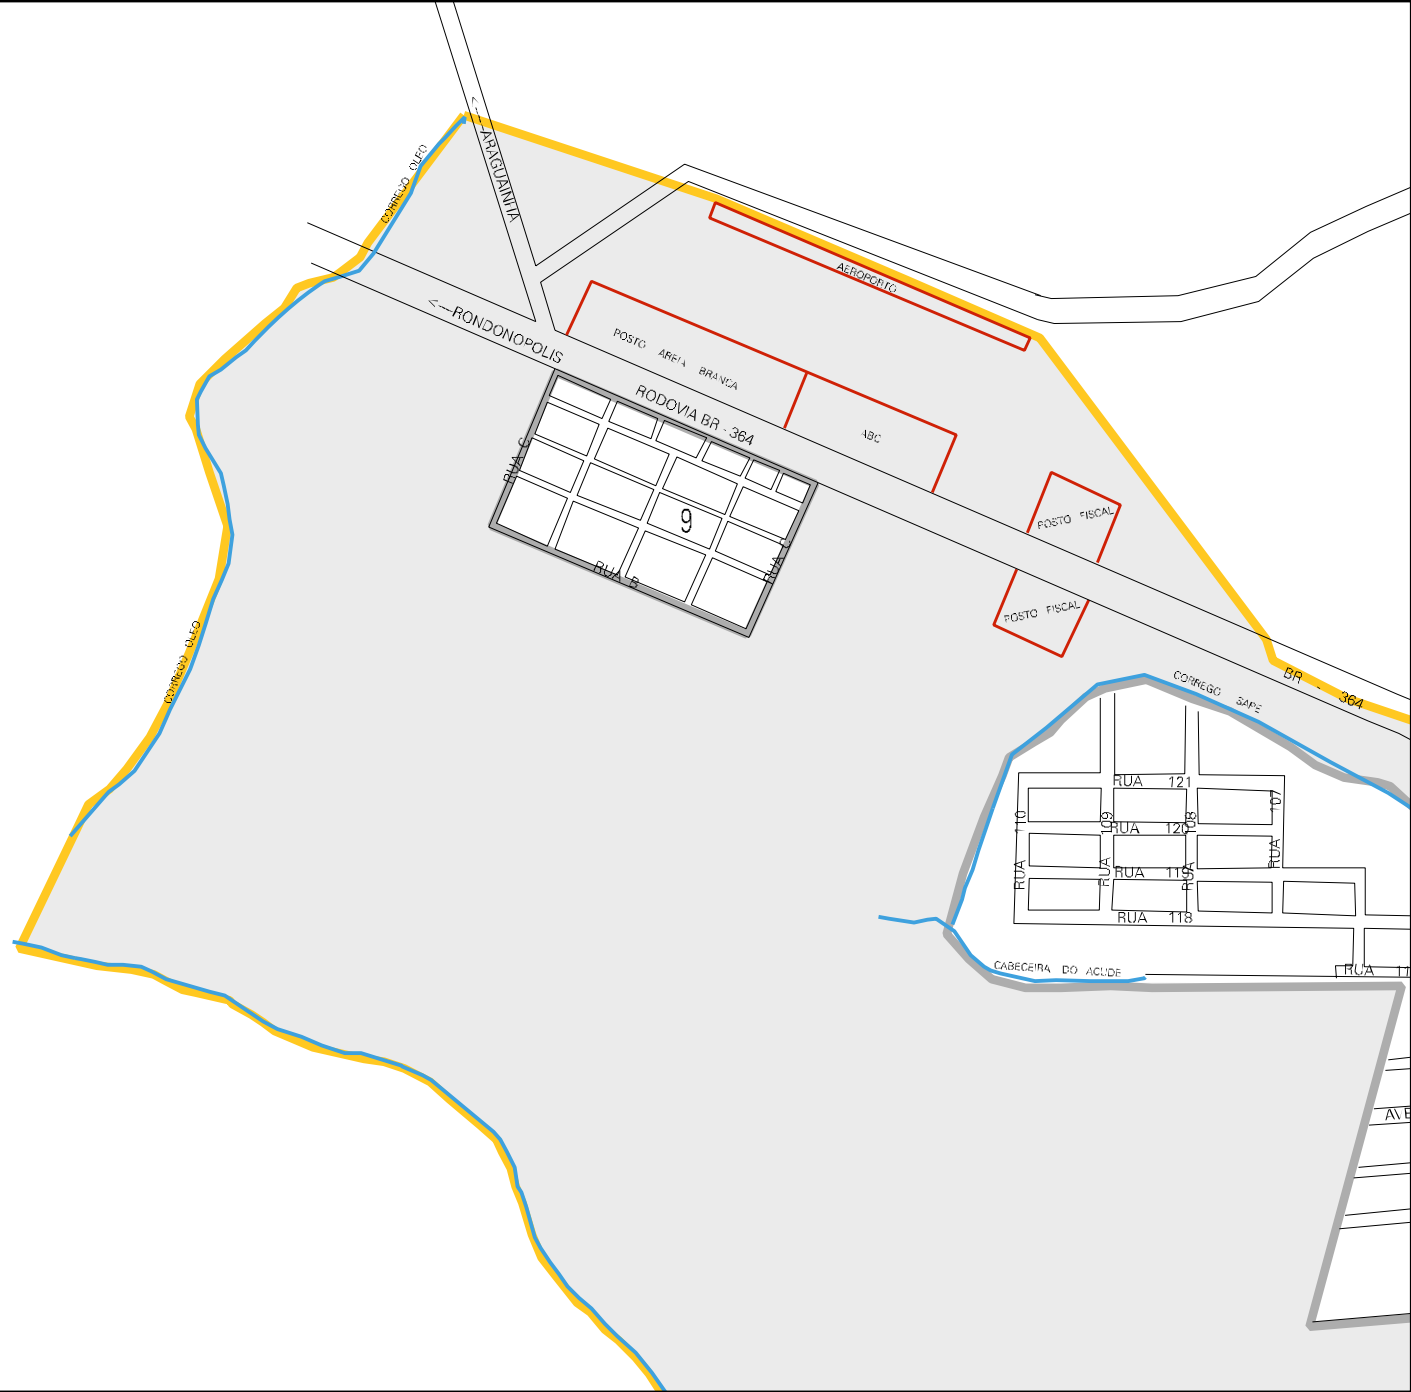 <---ARAGUAINHA
CORREGO OLEO
AEROPORTO
<---RONDONOPOLIS
POSTO AREIA BRANCA
RODOVIA BR - 364
ABC
RUA C
9
RUA C
RUA B
POSTO FISCAL
POSTO FISCAL
CORREGO OLEO
CORREGO SAPE
BR - 364
RUA 121
RUA 107
RUA 110
RUA 109
RUA 108
RUA 120
RUA 119
RUA 118
CABECEIRA DO ACUDE
RUA 11
AVE